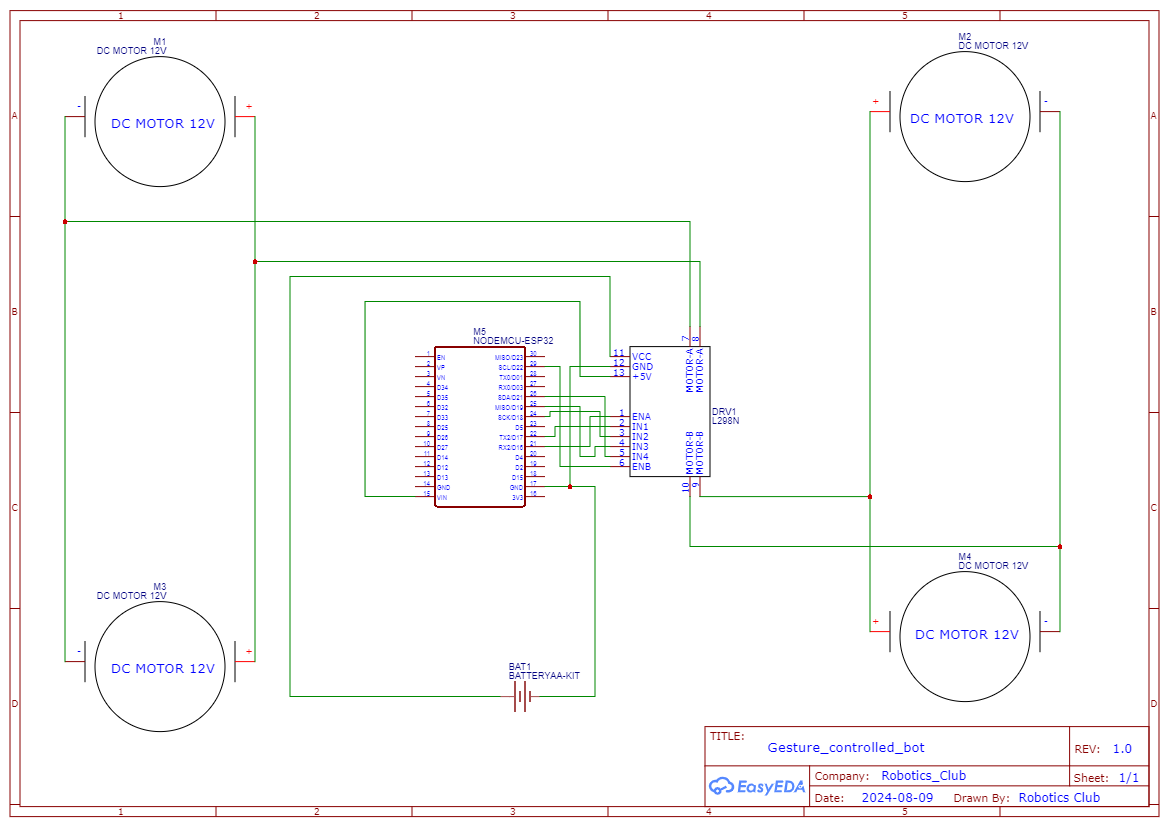 1 2 3 4 5
A
B
C
D
A
B
C
D
M1
DC MOTOR 12V
- +
DC MOTOR 12V
M2
DC MOTOR 12V
+ -
DC MOTOR 12V
M5
NODEMCU-ESP32
1 EN
2 VP
3 VN
4 D34
5 D35
6 D32
7 D33
8 D25
9 D26
10 D27
11 D14
12 D12
13 D13
14 GND
15 VIN
MISO/D23 30
SCL/D22 29
TX0/D01 28
RX0/D03 27
SDA/D21 26
MISO/D19 25
SCK/D18 24
D5 23
TX2/D17 22
RX2/D16 21
D4 20
D2 19
D15 18
GND 17
3V3 16
11 VCC
12 GND
13 +5V
1 ENA
2 IN1
3 IN2
4 IN3
5 IN4
6 ENB
7 MOTOR-A
8 MOTOR-A
10 MOTOR-B
9 MOTOR-B
DRV1
L298N
M3
DC MOTOR 12V
- +
DC MOTOR 12V
M4
DC MOTOR 12V
+ -
DC MOTOR 12V
BAT1
BATTERYAA-KIT
TITLE:
Gesture_controlled_bot
REV: 1.0
EasyEDA
Company: Robotics_Club
Sheet: 1/1
Date: 2024-08-09 Drawn By: Robotics Club
1 2 3 4 5